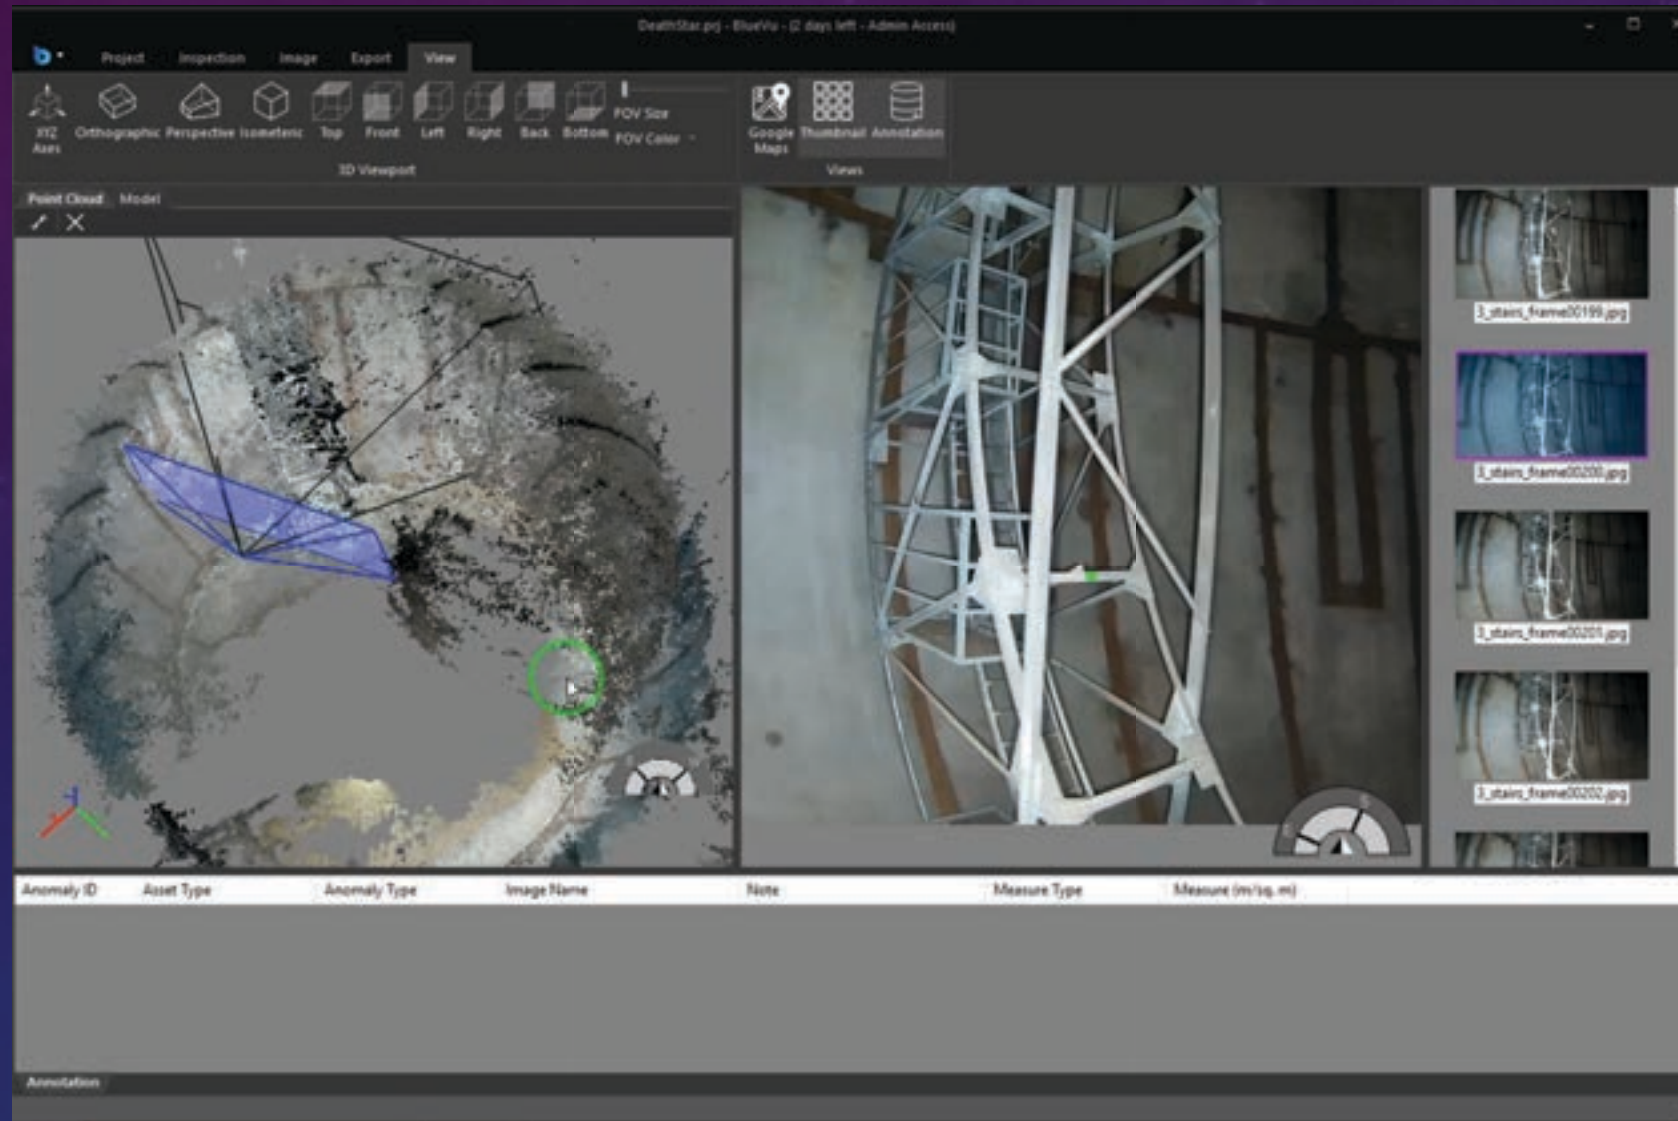 DeathStar.prj - BlueVu - (2 days left - Admin Access)
Project Inspection Image Export View
XYZ Axes
Orthographic
Perspective
Isometeric
Top
Front
Left
Right
Back
Bottom
FOV Size
FOV Color
3D Viewport
Google Maps
Thumbnail
Annotation
Views
Point Cloud Model
3_stairs_frame00199.jpg
3_stairs_frame00200.jpg
3_stairs_frame00201.jpg
3_stairs_frame00202.jpg
Anomaly ID Asset Type Anomaly Type Image Name Note Measure Type Measure (m/sq. m)
Annotation